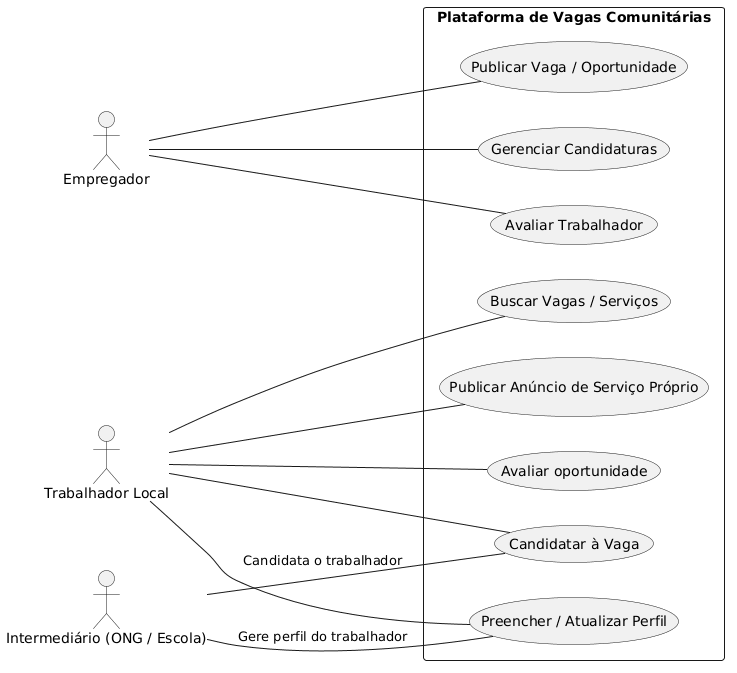 Plataforma de Vagas Comunitárias
Publicar Vaga / Oportunidade
Gerenciar Candidaturas
Empregador
Avaliar Trabalhador
Buscar Vagas / Serviços
Publicar Anúncio de Serviço Próprio
Avaliar oportunidade
Trabalhador Local
Candidatar à Vaga
Candidata o trabalhador
Preencher / Atualizar Perfil
Intermediário (ONG / Escola)
Gere perfil do trabalhador